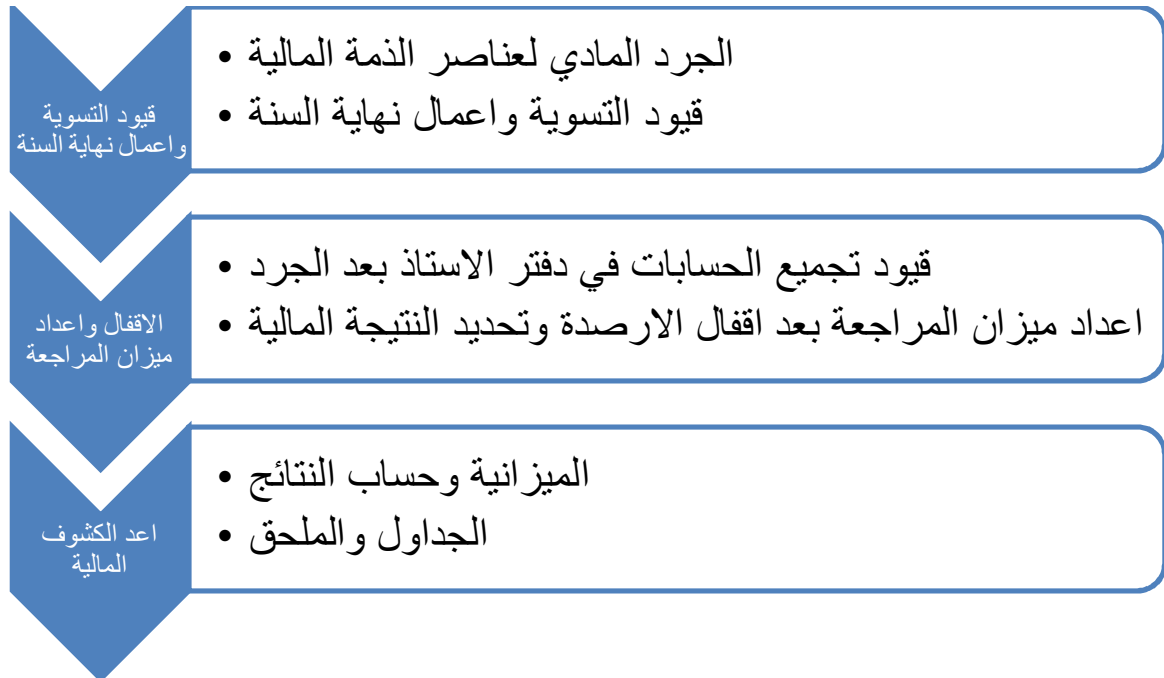 قيود التسوية
واعمال نهاية السنة
• الجرد المادي لعناصر الذمة المالية
• قيود التسوية واعمال نهاية السنة
الاقفال واعداد
ميزان المراجعة
• قيود تجميع الحسابات في دفتر الاستاذ بعد الجرد
• اعداد ميزان المراجعة بعد اقفال الارصدة وتحديد النتيجة المالية
اعد الكشوف
المالية
• الميزانية وحساب النتائج
• الجداول والملحق